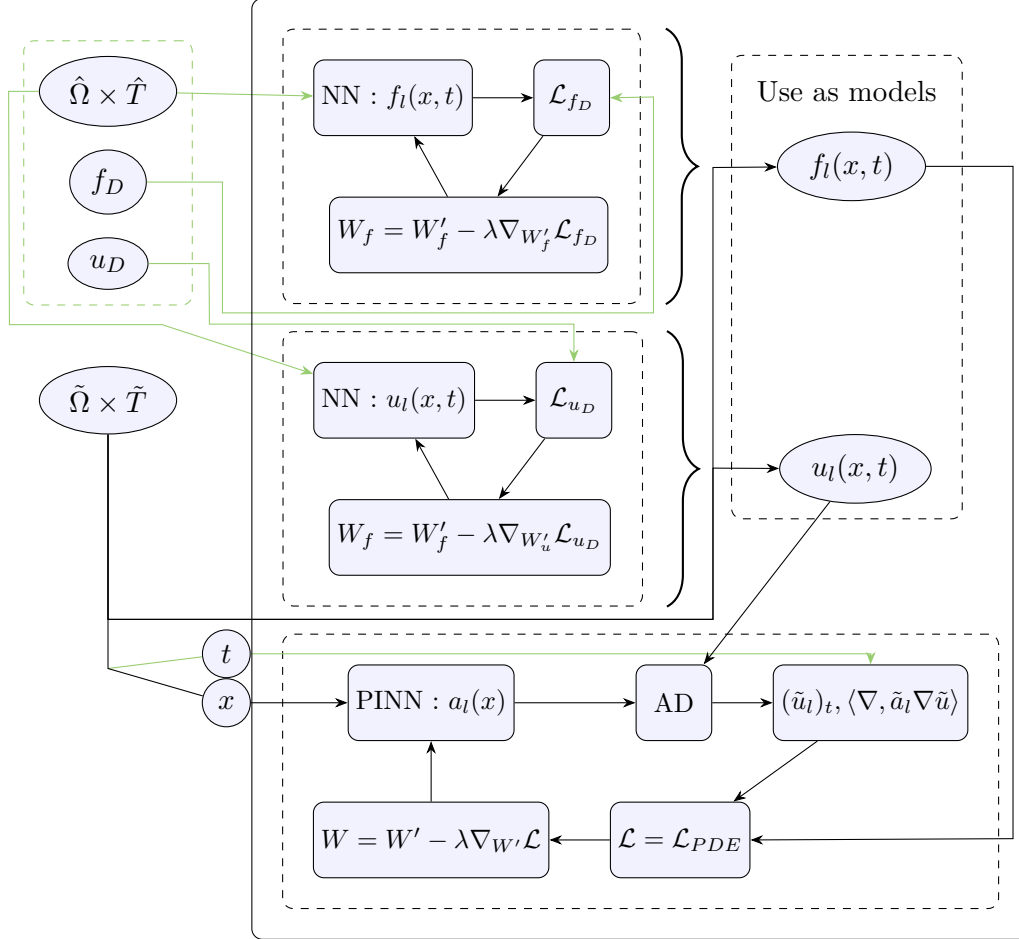 Ω̂ × T̂
f_D
u_D
Ω̃ × T̃
NN : f_l(x, t)
ℒ_{f_D}
W_f = W′_f − λ∇_{W′_f} ℒ_{f_D}
NN : u_l(x, t)
ℒ_{u_D}
W_f = W′_f − λ∇_{W′_u} ℒ_{u_D}
Use as models
f_l(x, t)
u_l(x, t)
t
x
PINN : a_l(x)
AD
(ũ_l)_t, ⟨∇, ã_l∇ũ⟩
W = W′ − λ∇_{W′} ℒ
ℒ = ℒ_{PDE}